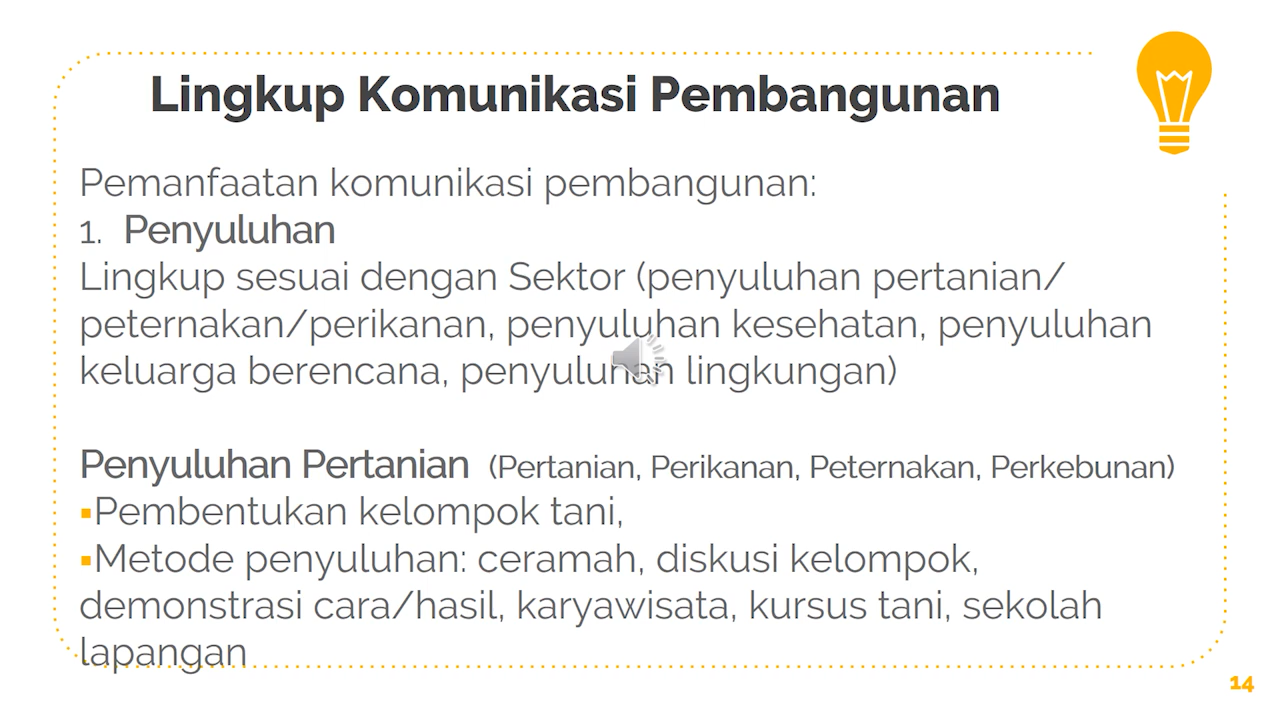 Lingkup Komunikasi Pembangunan
Pemanfaatan komunikasi pembangunan:
1. Penyuluhan
Lingkup sesuai dengan Sektor (penyuluhan pertanian/
peternakan/perikanan, penyuluhan kesehatan, penyuluhan
keluarga berencana, penyuluhan lingkungan)
Penyuluhan Pertanian (Pertanian, Perikanan, Peternakan, Perkebunan)
▪Pembentukan kelompok tani,
▪Metode penyuluhan: ceramah, diskusi kelompok,
demonstrasi cara/hasil, karyawisata, kursus tani, sekolah
lapangan
14